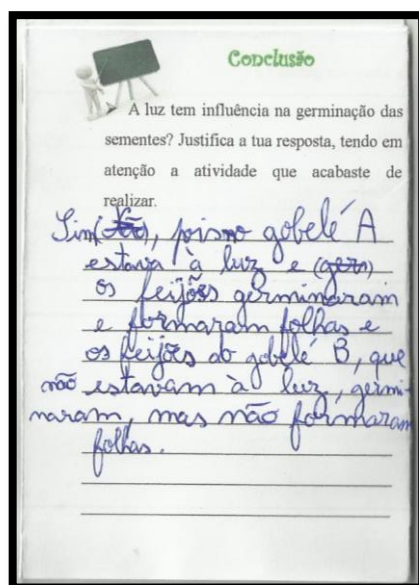 Conclusão
A luz tem influência na germinação das
sementes? Justifica a tua resposta, tendo em
atenção a atividade que acabaste de
realizar.
Sim, pois no gobelé A
estava à luz e (ger)
os feijões germinaram
e formaram folhas e
os feijões do gobelé B, que
não estavam à luz, germi-
naram, mas não formaram
folhas.